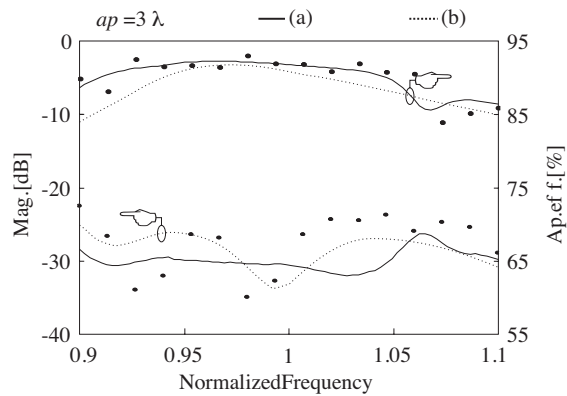 ap =3 λ (a) (b)
0 95
-10 85
-20 75
-30 65
-40 55
Mag.[dB]
Ap.ef f.[%]
0.9 0.95 1 1.05 1.1
NormalizedFrequency